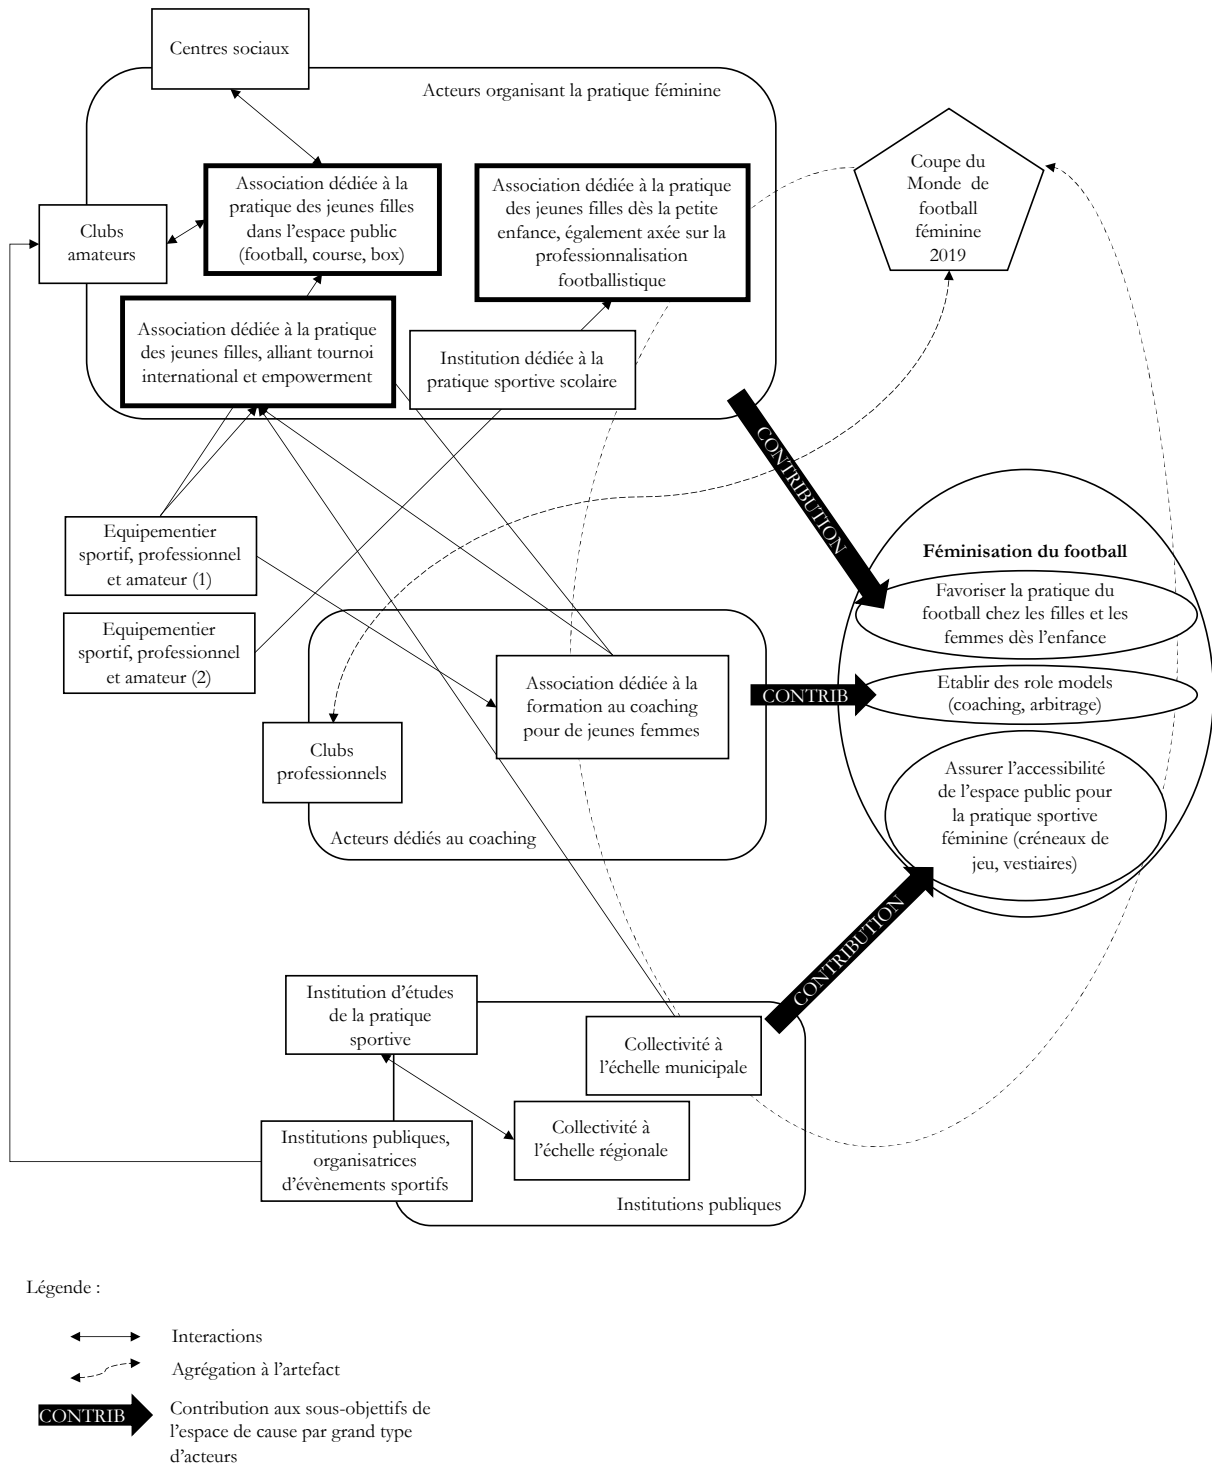 Centres sociaux
Acteurs organisant la pratique féminine
Association dédiée à la
pratique des jeunes filles
dans l'espace public
(football, course, box)
Association dédiée à la pratique
des jeunes filles dès la petite
enfance, également axée sur la
professionnalisation
footballistique
Coupe du
Monde de
football
féminine
2019
Clubs
amateurs
Association dédiée à la pratique
des jeunes filles, alliant tournoi
international et empowerment
Institution dédiée à la
pratique sportive scolaire
CONTRIBUTION
Equipementier
sportif, professionnel
et amateur (1)
Equipementier
sportif, professionnel
et amateur (2)
Féminisation du football
Favoriser la pratique du
football chez les filles et les
femmes dès l'enfance
Association dédiée à la
formation au coaching
pour de jeunes femmes
CONTRIB
Etablir des role models
(coaching, arbitrage)
Clubs
professionnels
Acteurs dédiés au coaching
Assurer l'accessibilité
de l'espace public pour
la pratique sportive
féminine (créneaux de
jeu, vestiaires)
CONTRIBUTION
Institution d'études
de la pratique
sportive
Collectivité à
l'échelle municipale
Collectivité à
l'échelle régionale
Institutions publiques,
organisatrices
d'évènements sportifs
Institutions publiques
Légende :
Interactions
Agrégation à l'artefact
CONTRIB
Contribution aux sous-objettifs de
l'espace de cause par grand type
d'acteurs